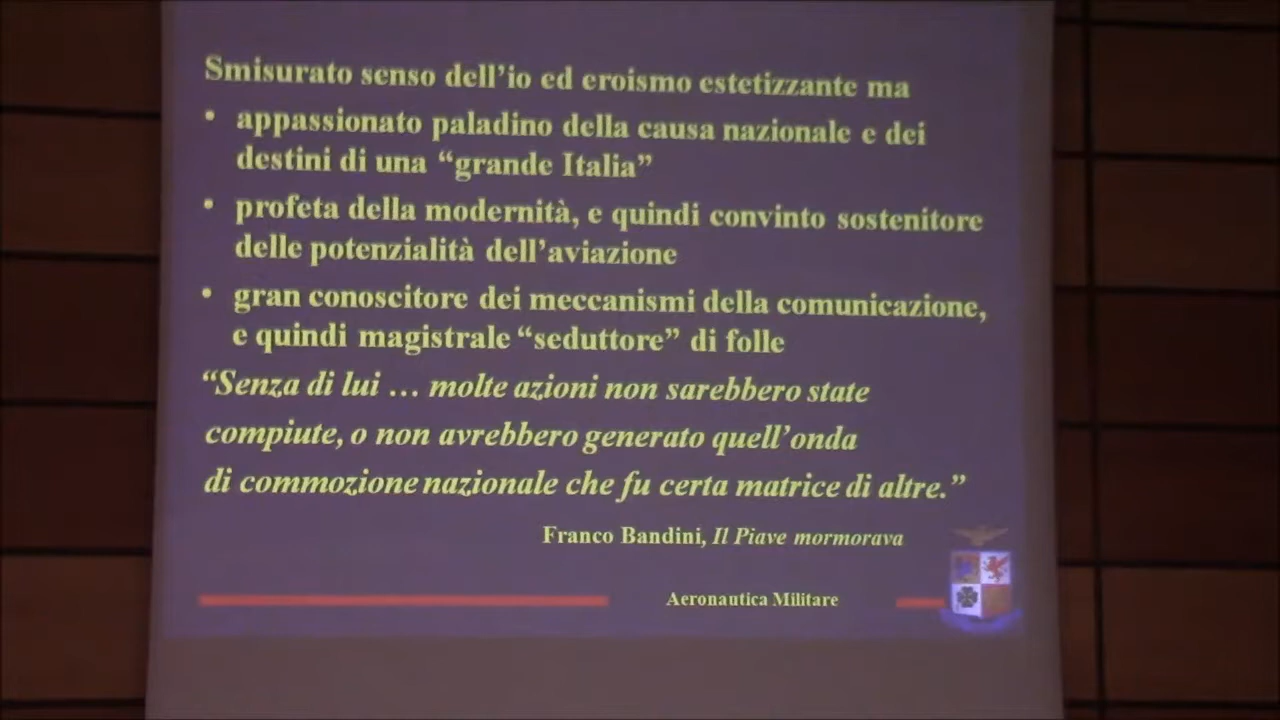 Smisurato senso dell'io ed eroismo estetizzante ma
• appassionato paladino della causa nazionale e dei
destini di una “grande Italia”
• profeta della modernità, e quindi convinto sostenitore
delle potenzialità dell'aviazione
• gran conoscitore dei meccanismi della comunicazione,
e quindi magistrale “seduttore” di folle
“Senza di lui … molte azioni non sarebbero state
compiute, o non avrebbero generato quell'onda
di commozione nazionale che fu certa matrice di altre.”
Franco Bandini, Il Piave mormorava
Aeronautica Militare